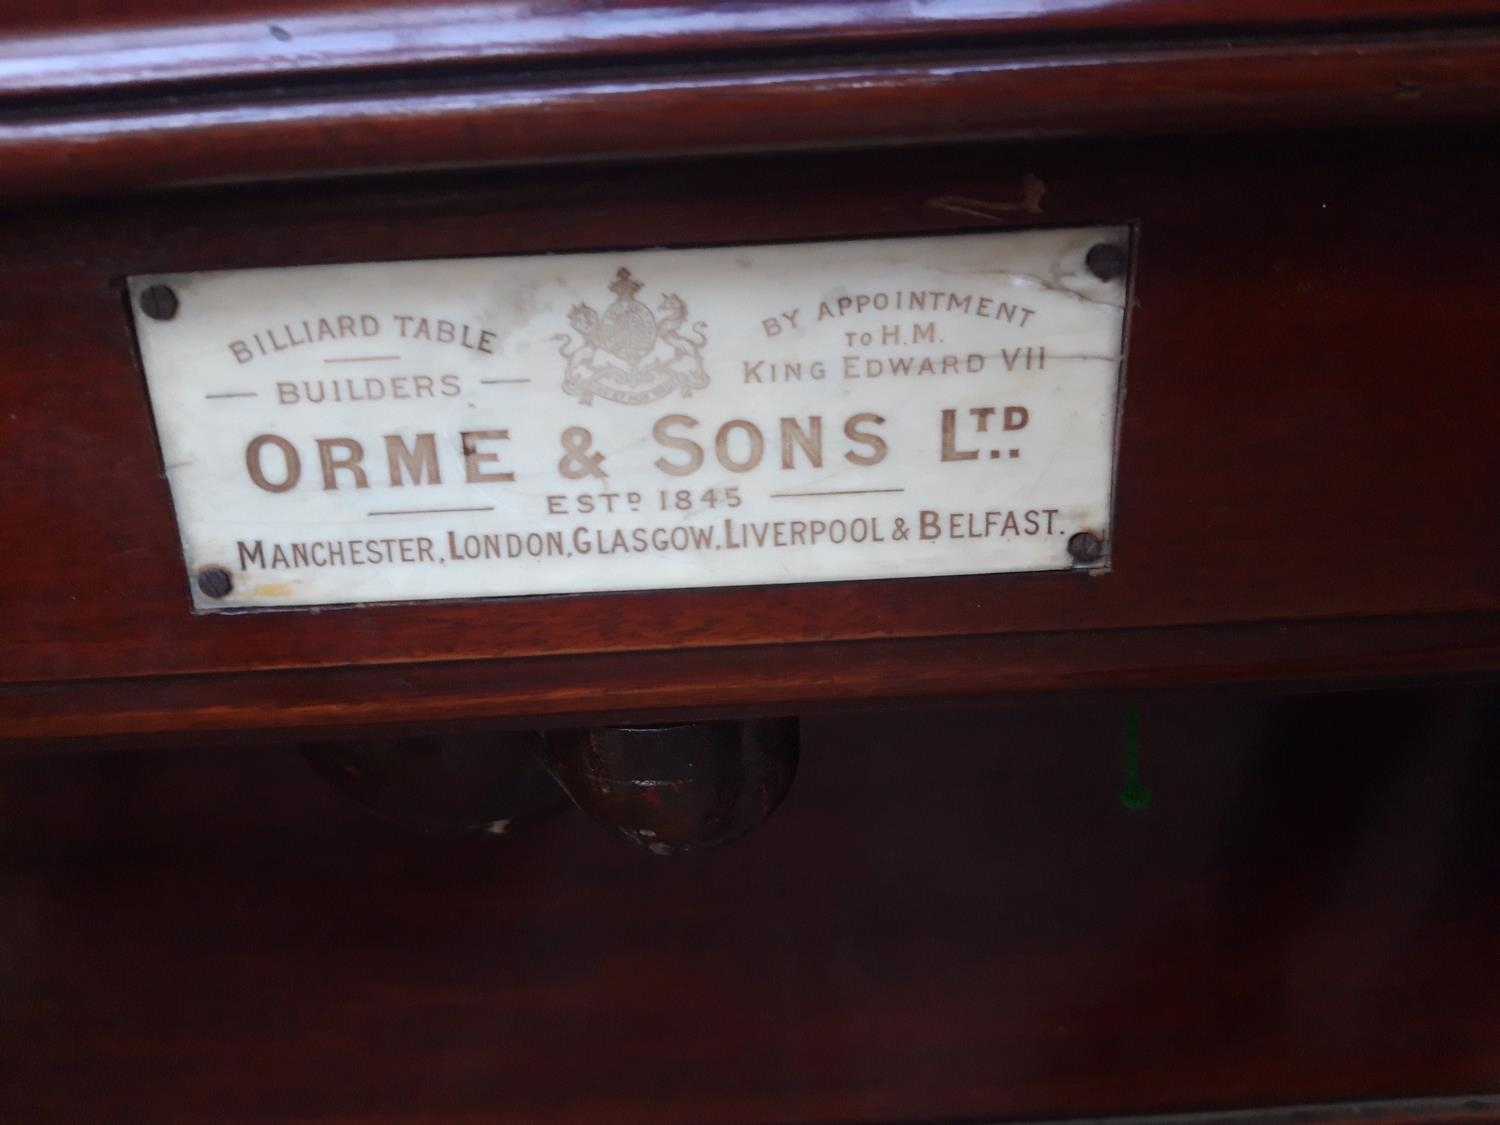 BILLIARD TABLE
BUILDERS
BY APPOINTMENT
TO H.M.
KING EDWARD VII
ORME & SONS LTD..
ESTD 1845
MANCHESTER, LONDON, GLASGOW, LIVERPOOL & BELFAST.